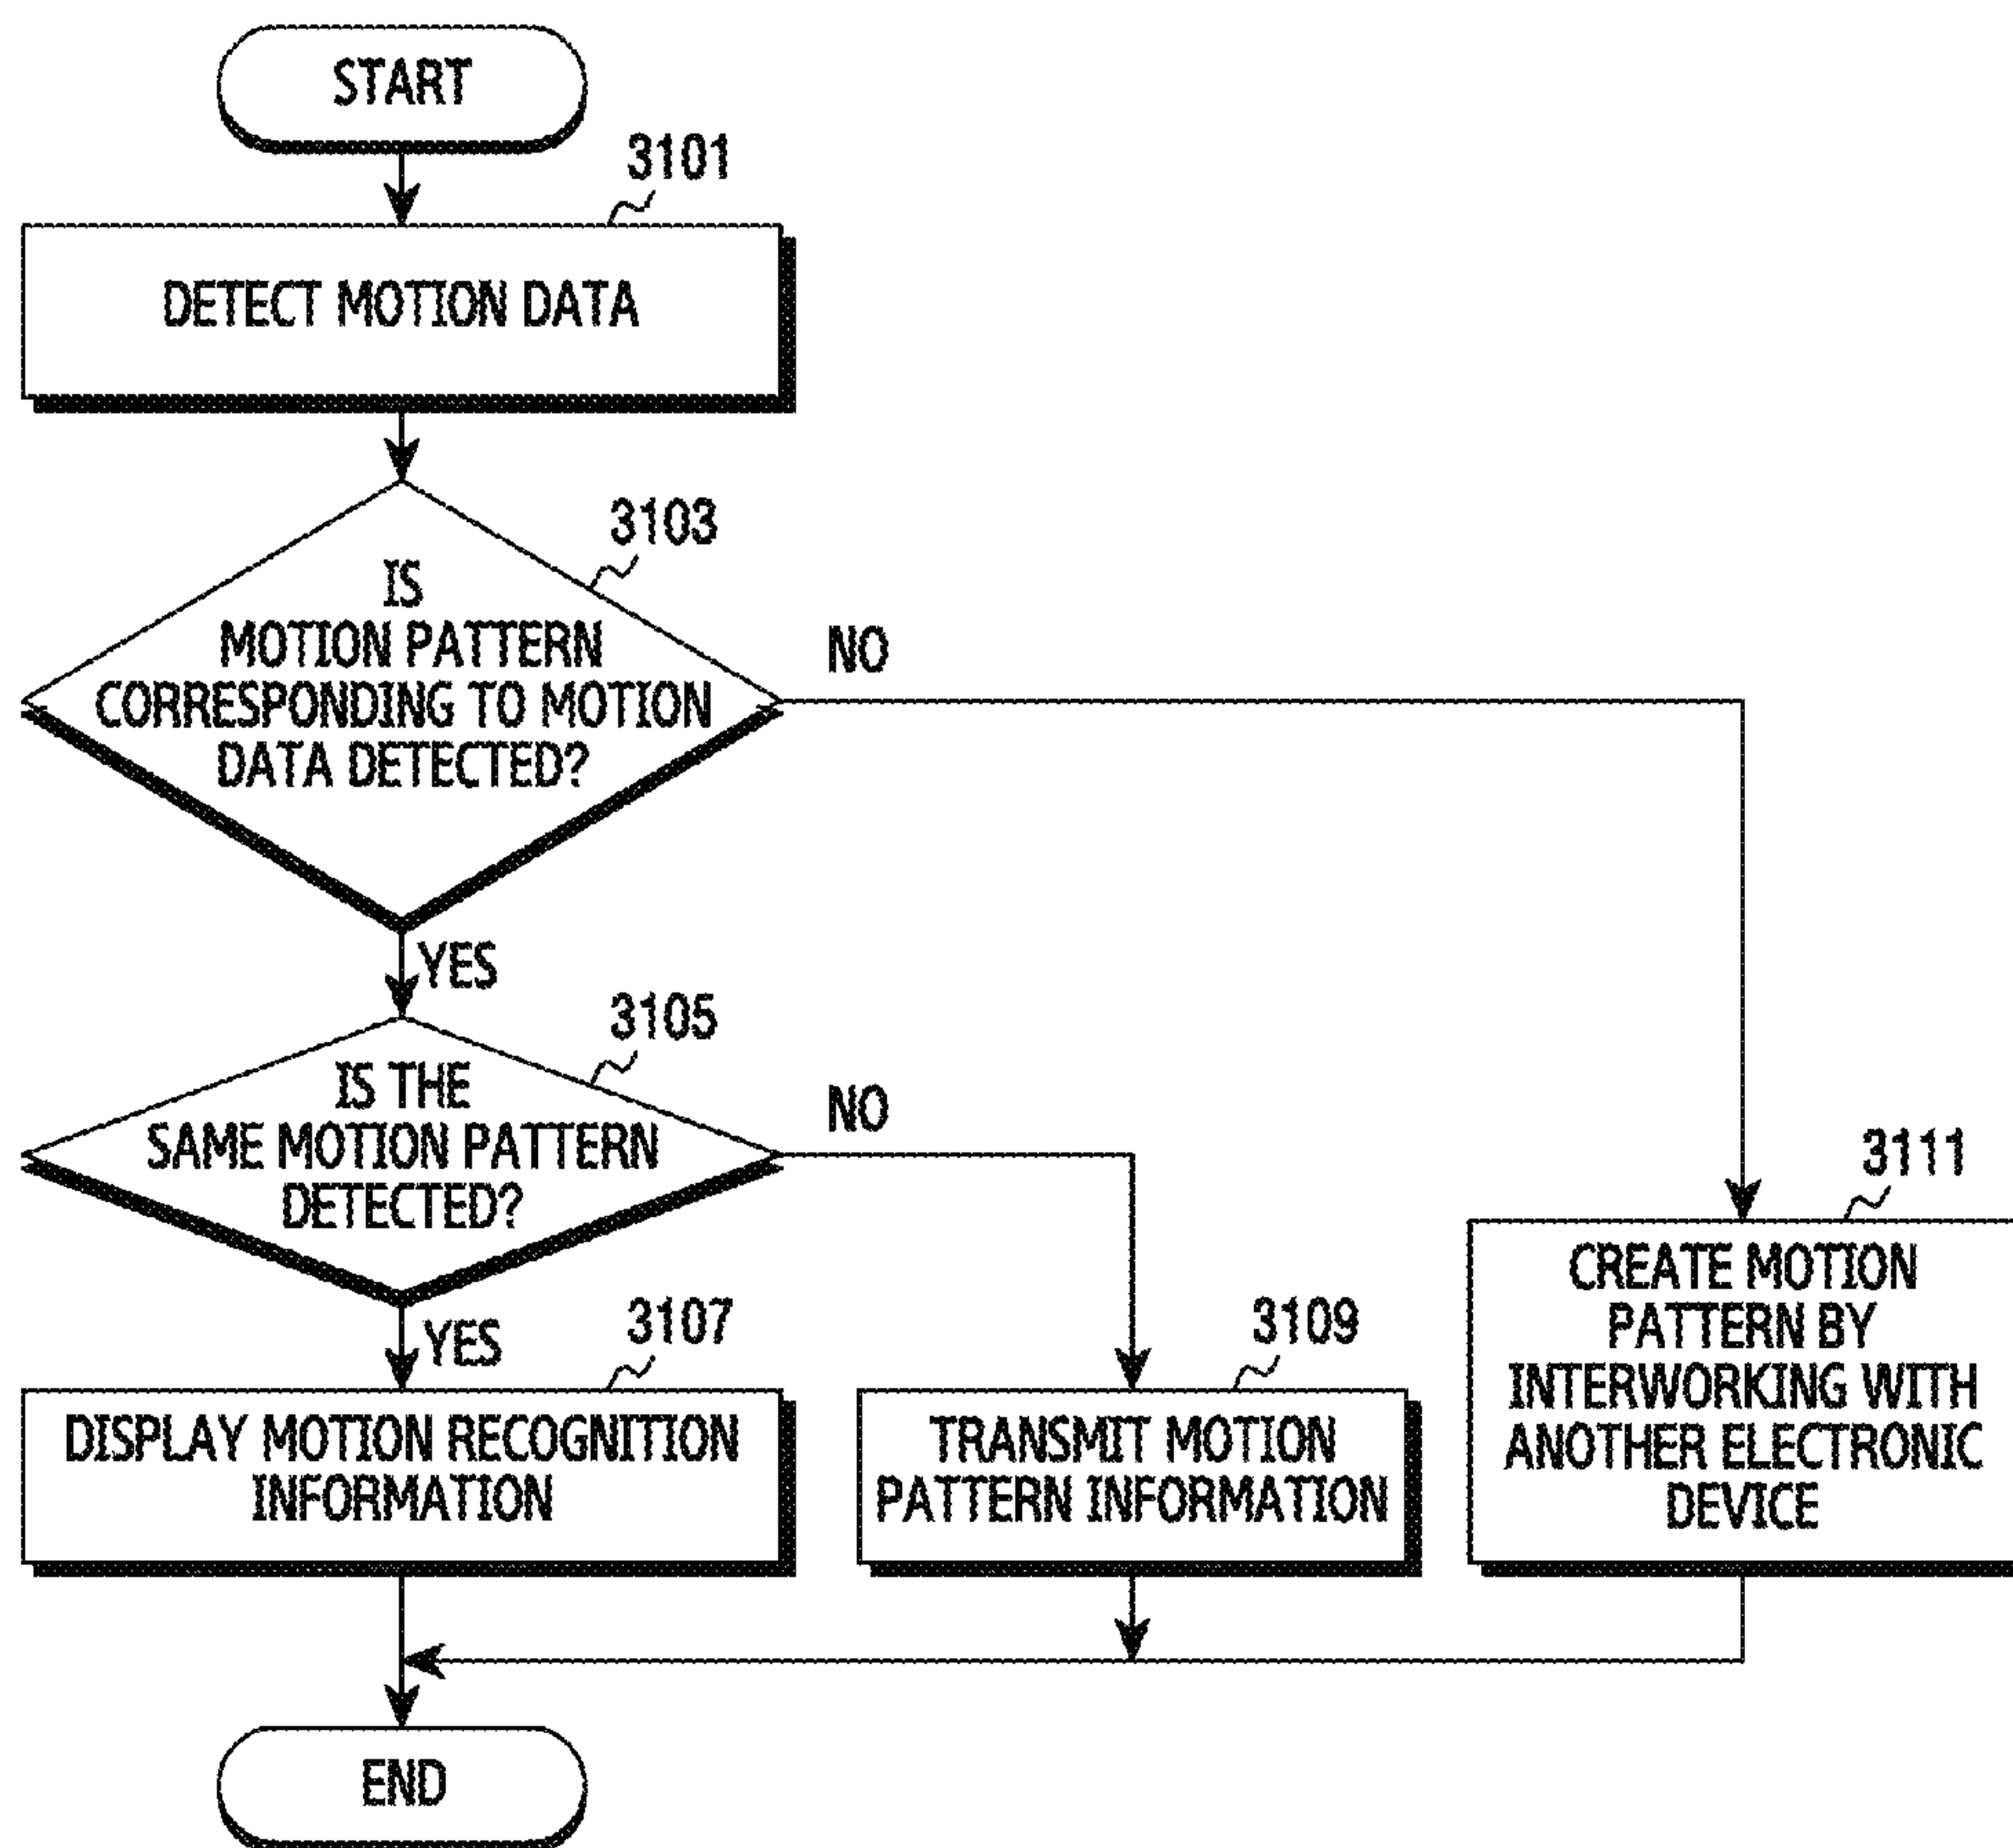 START
3101
DETECT MOTION DATA
3103
IS
MOTION PATTERN
CORRESPONDING TO MOTION
DATA DETECTED?
NO
YES
3105
IS THE
SAME MOTION PATTERN
DETECTED?
NO
YES
3107
DISPLAY MOTION RECOGNITION
INFORMATION
3109
TRANSMIT MOTION
PATTERN INFORMATION
3111
CREATE MOTION
PATTERN BY
INTERWORKING WITH
ANOTHER ELECTRONIC
DEVICE
END